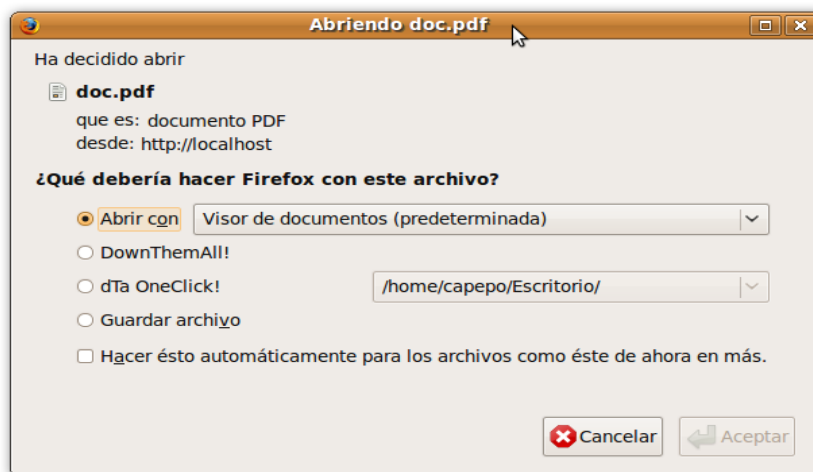 Abriendo doc.pdf
Ha decidido abrir
doc.pdf
que es: documento PDF
desde: http://localhost
¿Qué debería hacer Firefox con este archivo?
Abrir con Visor de documentos (predeterminada)
DownThemAll!
dTa OneClick! /home/capepo/Escritorio/
Guardar archivo
Hacer ésto automáticamente para los archivos como éste de ahora en más.
Cancelar Aceptar